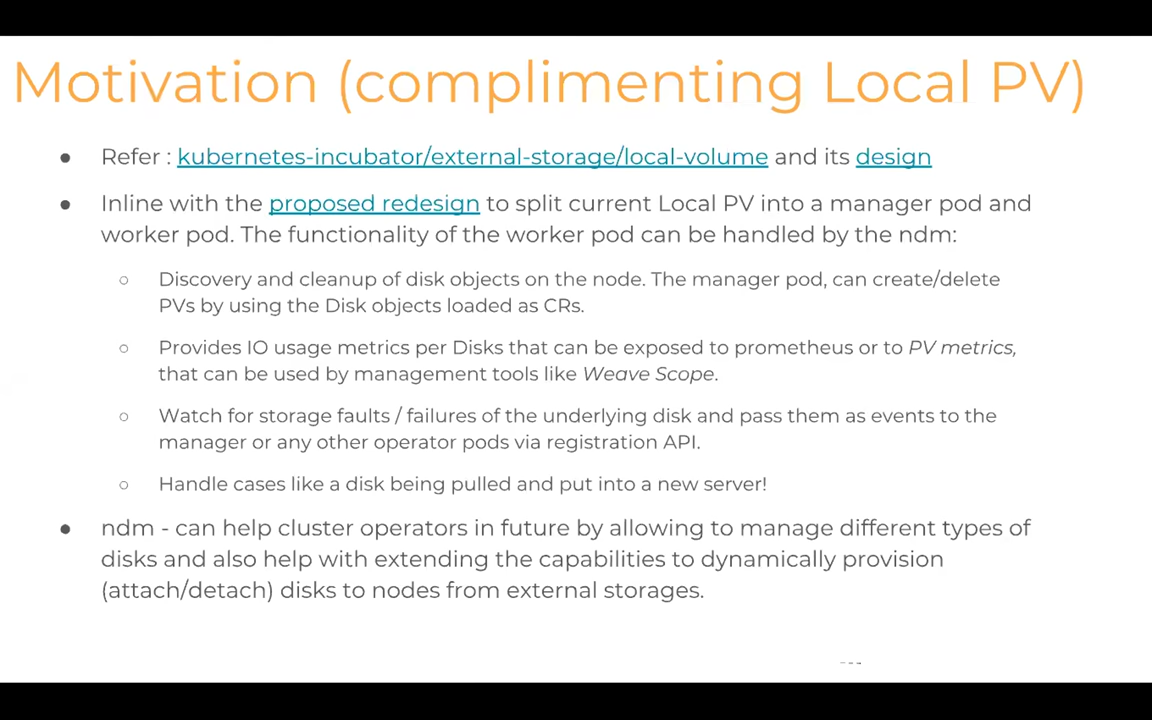 Motivation (complimenting Local PV)
● Refer : kubernetes-incubator/external-storage/local-volume and its design
● Inline with the proposed redesign to split current Local PV into a manager pod and
worker pod. The functionality of the worker pod can be handled by the ndm:
○ Discovery and cleanup of disk objects on the node. The manager pod, can create/delete
PVs by using the Disk objects loaded as CRs.
○ Provides IO usage metrics per Disks that can be exposed to prometheus or to PV metrics,
that can be used by management tools like Weave Scope.
○ Watch for storage faults / failures of the underlying disk and pass them as events to the
manager or any other operator pods via registration API.
○ Handle cases like a disk being pulled and put into a new server!
● ndm - can help cluster operators in future by allowing to manage different types of
disks and also help with extending the capabilities to dynamically provision
(attach/detach) disks to nodes from external storages.